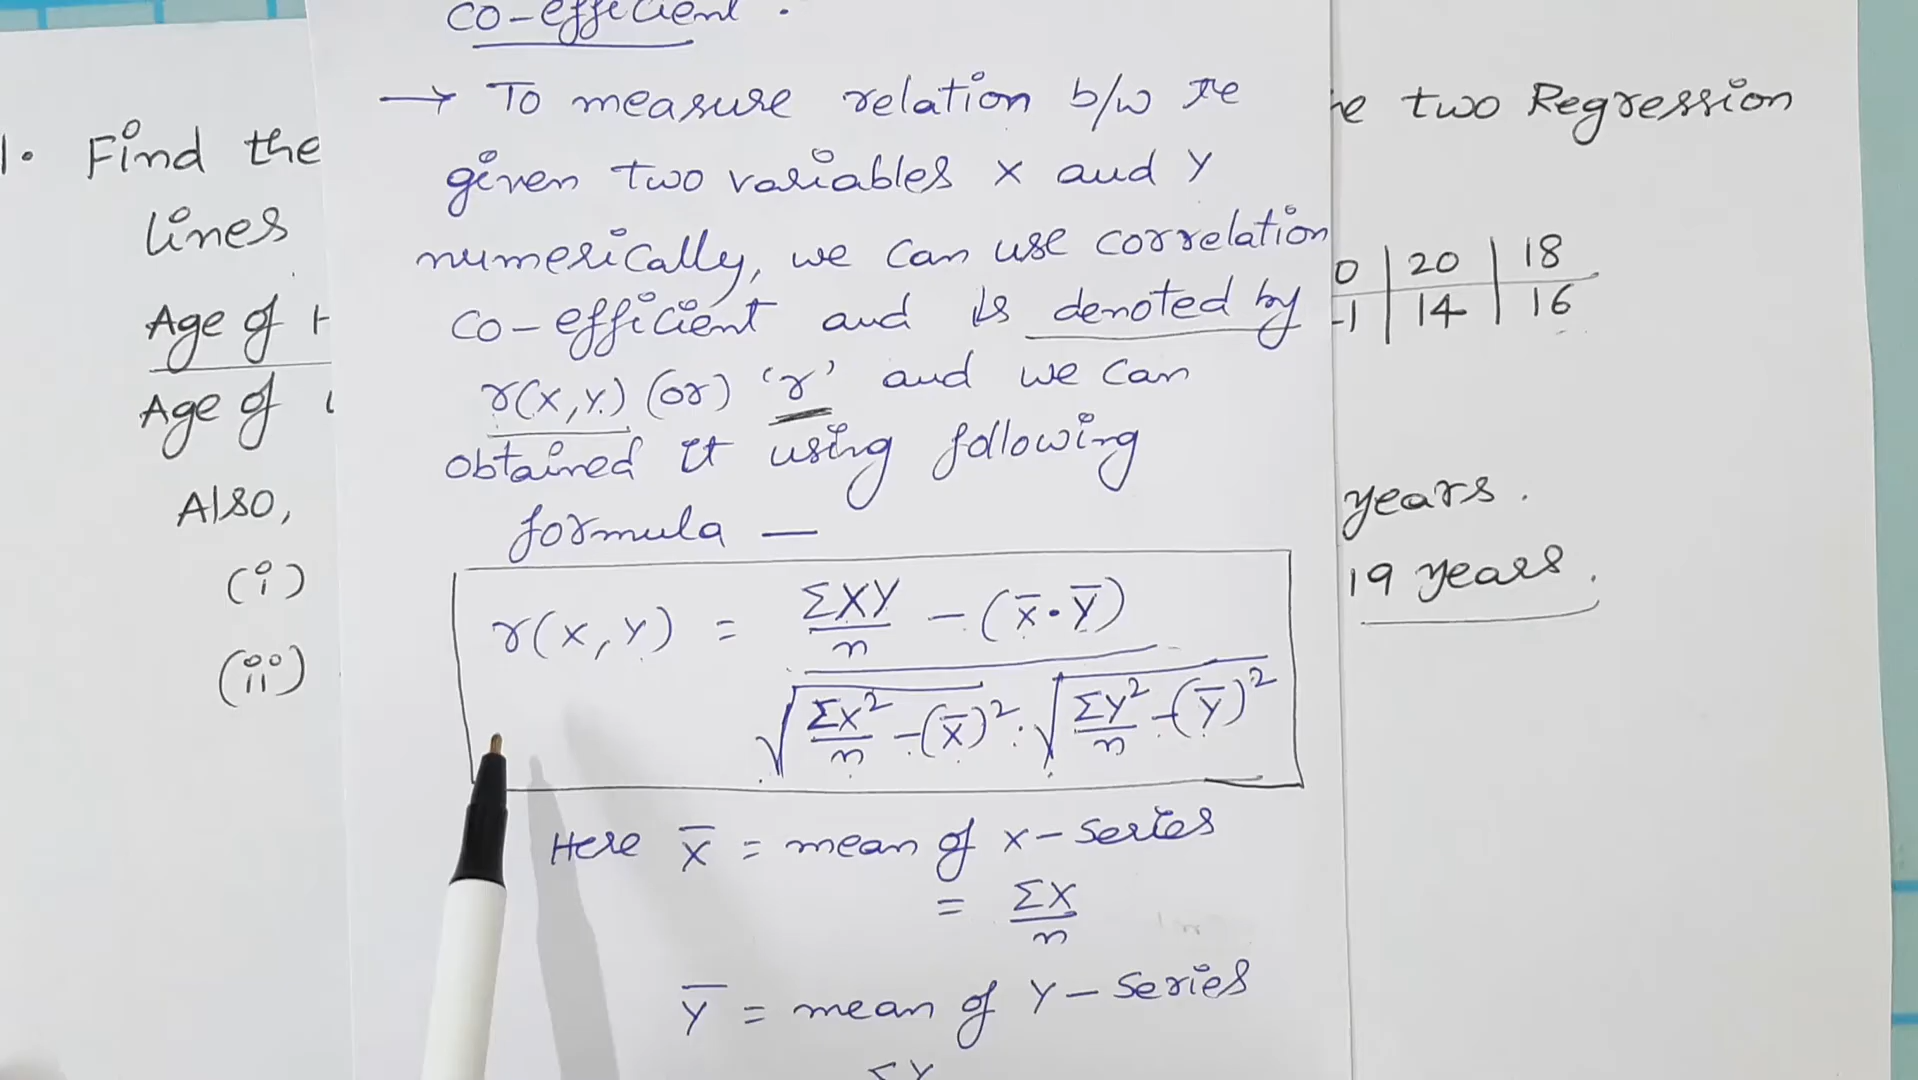 co-efficient.
→ To measure relation b/w the
given two variables X and Y
numerically, we can use correlation
co-efficient and is denoted by
r(X,Y) (or) 'r' and we can
obtained it using following
formula —
r(X,Y) = ΣXY/n - (X̄·Ȳ) / √(ΣX²/n - (X̄)²) · √(ΣY²/n - (Ȳ)²)
Here X̄ = mean of X-Series
= ΣX/n
Ȳ = mean of Y-Series
ΣY
1. Find the
lines
Age of
Age of
Also,
(i)
(ii)
two Regression
0 | 20 | 18
1 | 14 | 16
years.
19 years.